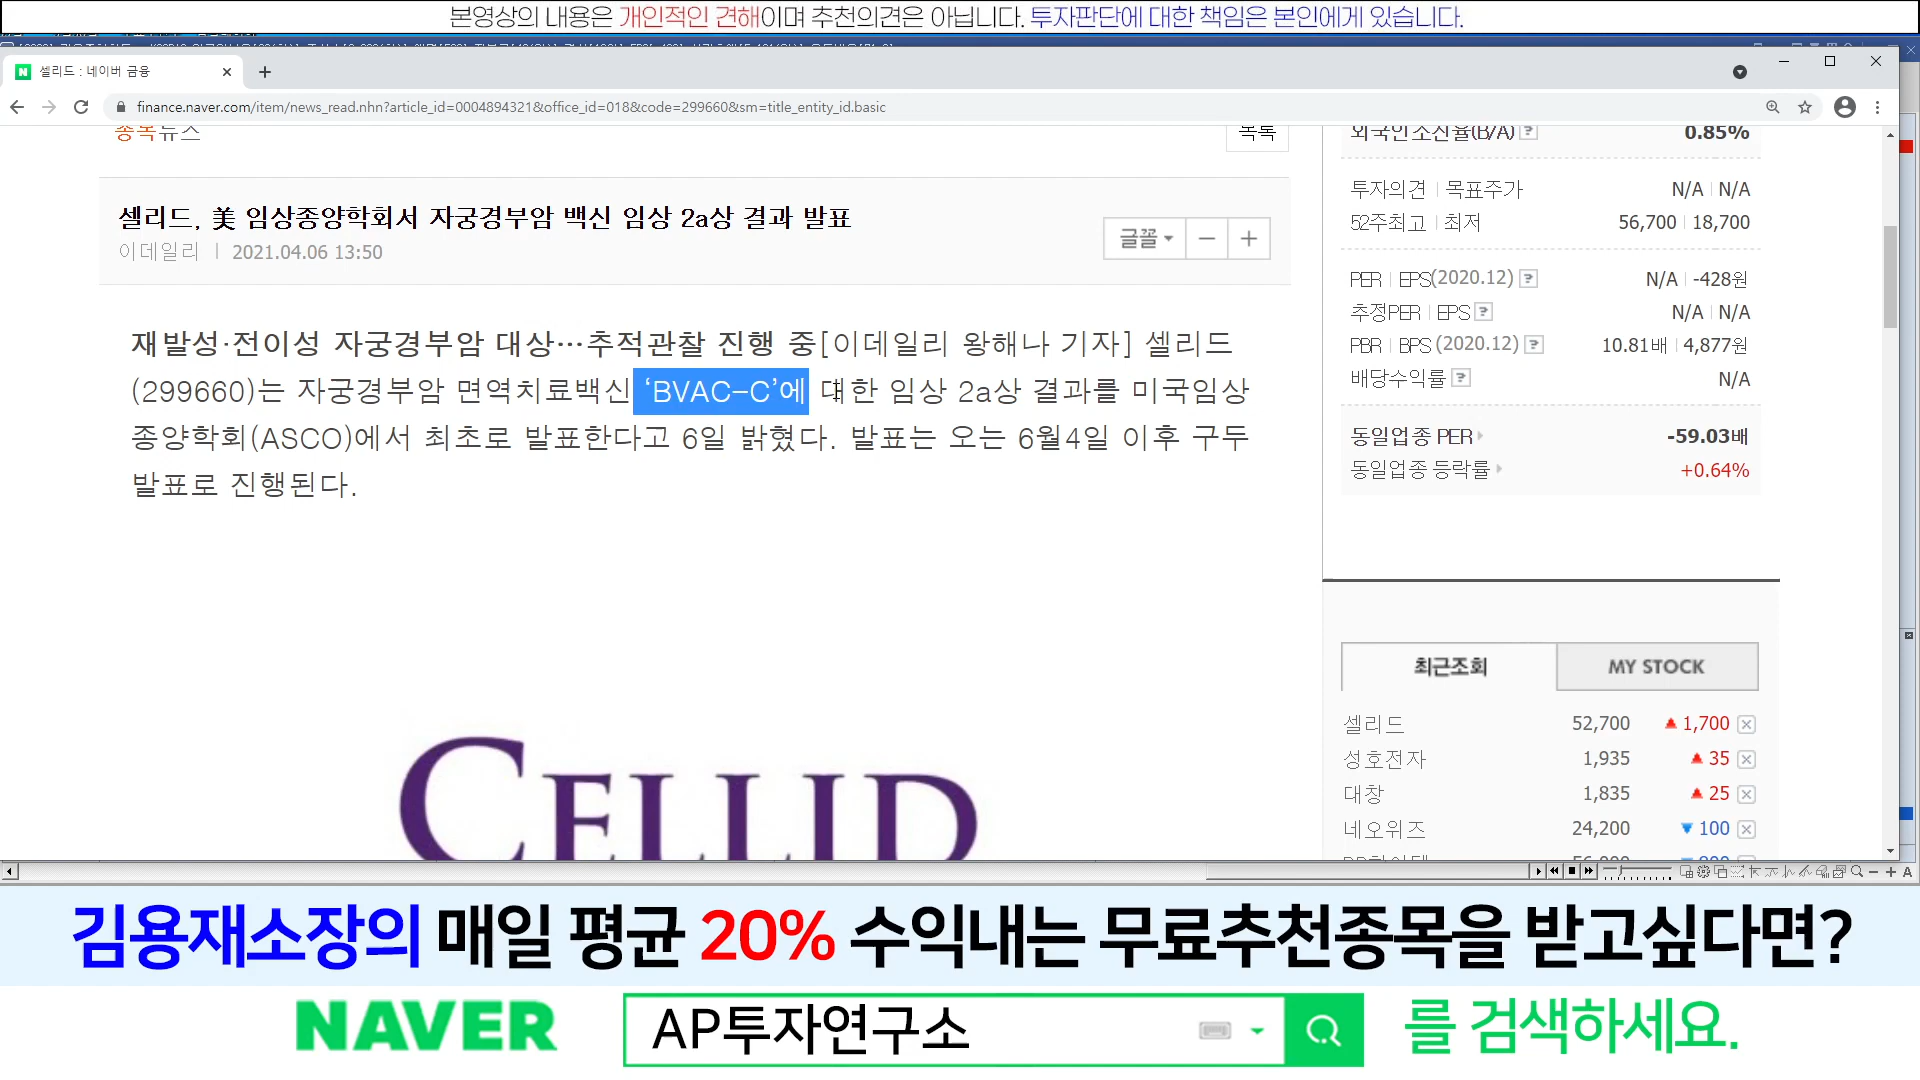 본영상의 내용은 개인적인 견해이며 추천의견은 아닙니다. 투자판단에 대한 책임은 본인에게 있습니다.
셀리드 : 네이버 금융
finance.naver.com/item/news_read.nhn?article_id=0004894321&office_id=018&code=299660&sm=title_entity_id.basic
종목뉴스
목록
셀리드, 美 임상종양학회서 자궁경부암 백신 임상 2a상 결과 발표
이데일리 | 2021.04.06 13:50
글꼴
재발성·전이성 자궁경부암 대상…추적관찰 진행 중[이데일리 왕해나 기자] 셀리드
(299660)는 자궁경부암 면역치료백신 ‘BVAC-C’에 대한 임상 2a상 결과를 미국임상
종양학회(ASCO)에서 최초로 발표한다고 6일 밝혔다. 발표는 오는 6월4일 이후 구두
발표로 진행된다.
CELLID
외국인소진율(B/A) ? 0.85%
투자의견 | 목표주가 N/A | N/A
52주최고 | 최저 56,700 | 18,700
PER | EPS(2020.12) ? N/A | -428원
추정PER | EPS ? N/A | N/A
PBR | BPS (2020.12) ? 10.81배 | 4,877원
배당수익률 ? N/A
동일업종 PER -59.03배
동일업종 등락률 +0.64%
최근조회 MY STOCK
셀리드 52,700 ▲ 1,700
성호전자 1,935 ▲ 35
대창 1,835 ▲ 25
네오위즈 24,200 ▼ 100
김용재소장의 매일 평균 20% 수익내는 무료추천종목을 받고싶다면?
NAVER AP투자연구소 를 검색하세요.